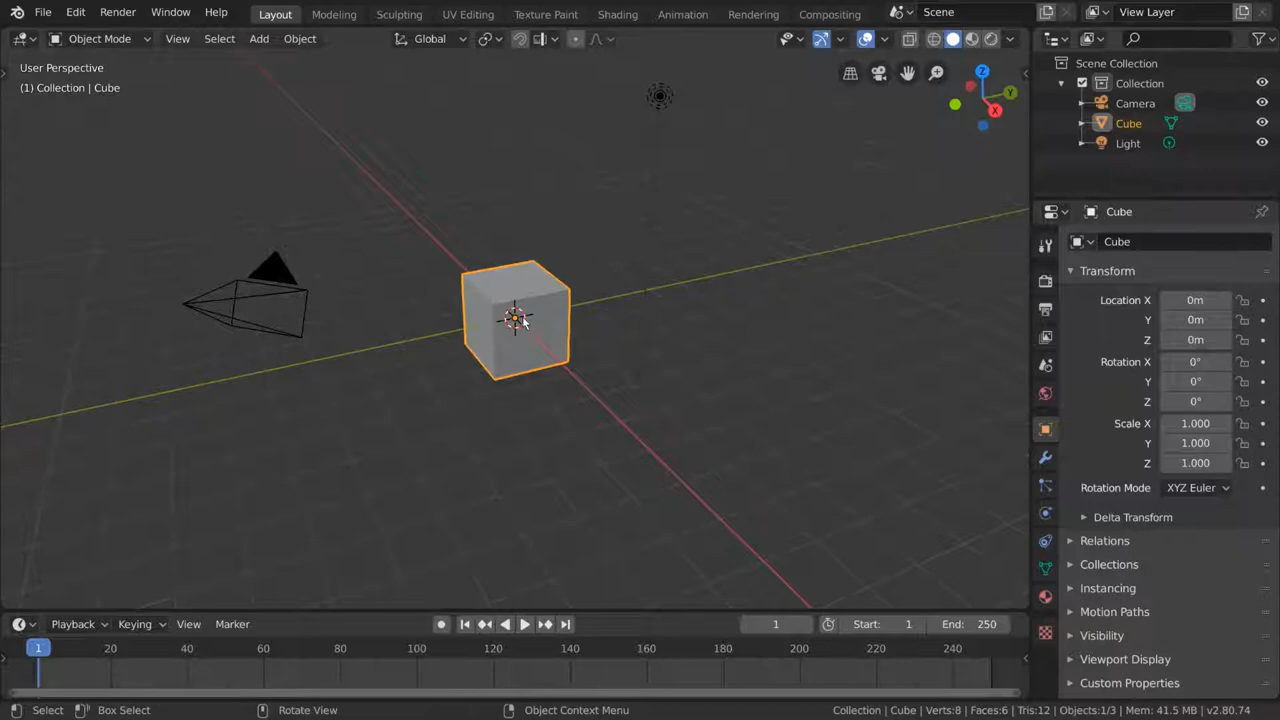 File Edit Render Window Help Layout Modeling Sculpting UV Editing Texture Paint Shading Animation Rendering Compositing Scene View Layer
Object Mode View Select Add Object Global
User Perspective
(1) Collection | Cube
Z
Y
X
Scene Collection
Collection
Camera
Cube
Light
Cube
Cube
Transform
Location X 0m
Y 0m
Z 0m
Rotation X 0°
Y 0°
Z 0°
Scale X 1.000
Y 1.000
Z 1.000
Rotation Mode XYZ Euler
Delta Transform
Relations
Collections
Instancing
Motion Paths
Visibility
Viewport Display
Custom Properties
Playback Keying View Marker 1 Start: 1 End: 250
1 20 40 60 80 100 120 140 160 180 200 220 240
Select Box Select Rotate View Object Context Menu Collection | Cube | Verts:8 | Faces:6 | Tris:12 | Objects:1/3 | Mem: 41.5 MB | v2.80.74